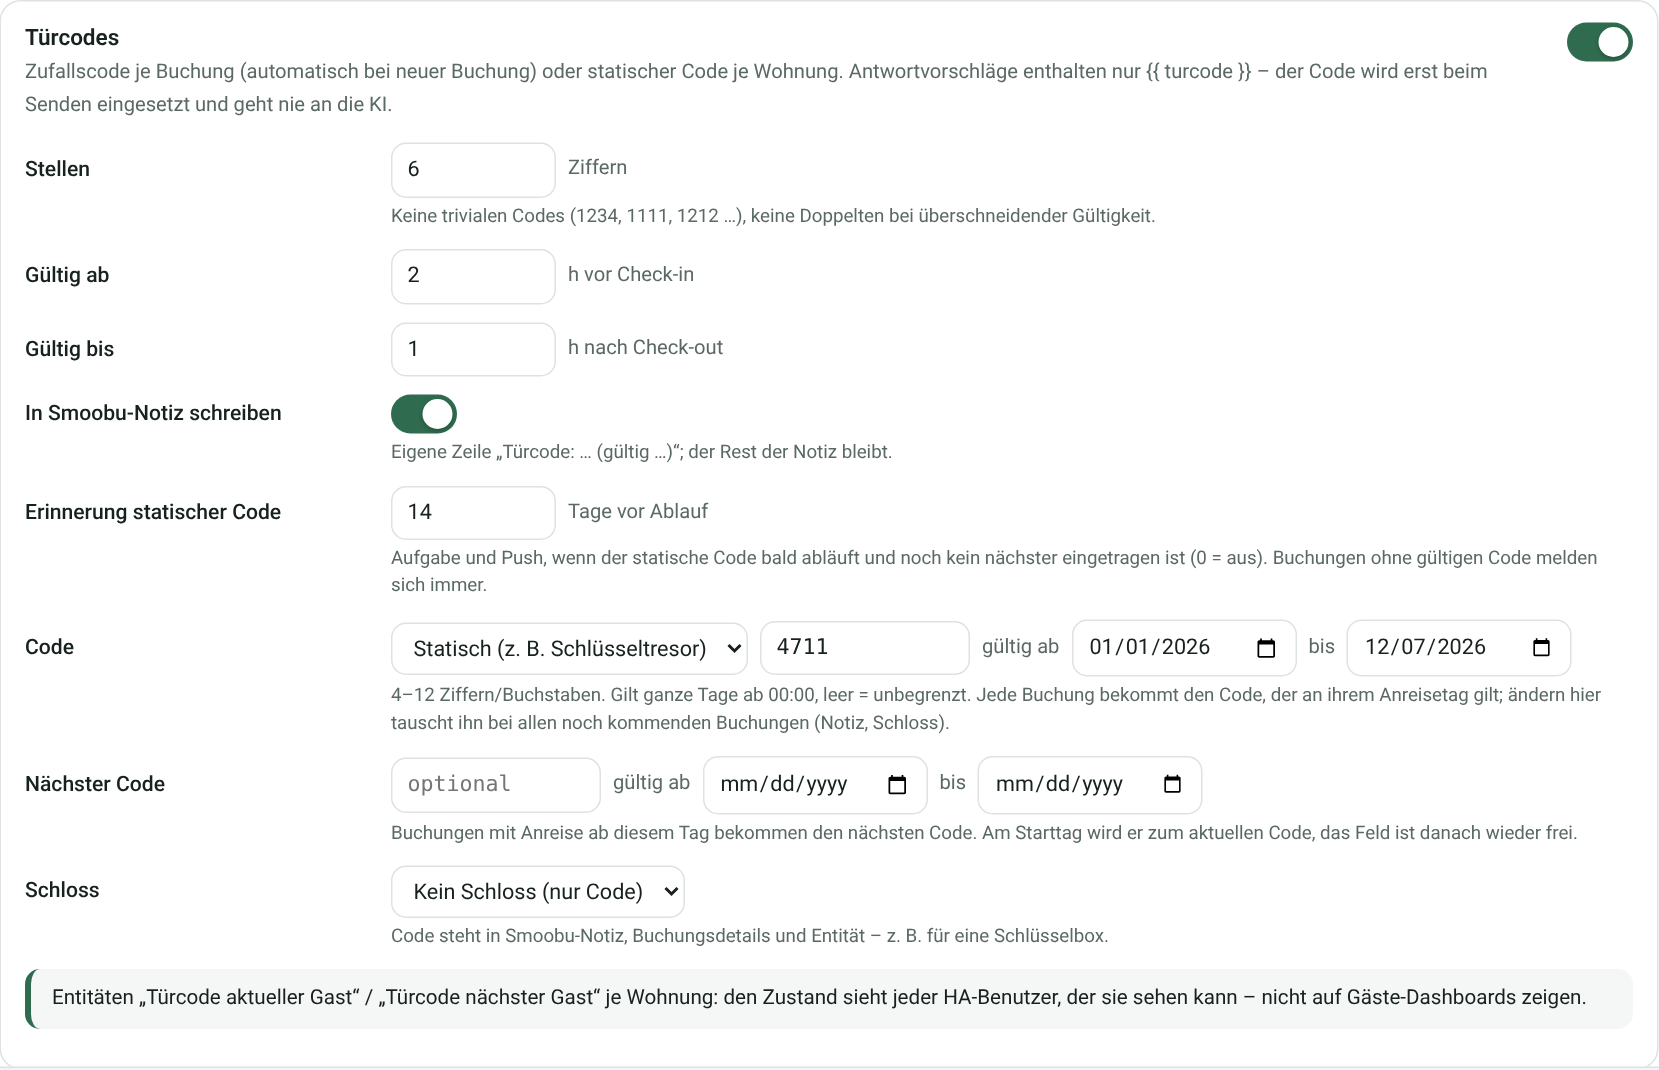 Türcodes
Zufallscode je Buchung (automatisch bei neuer Buchung) oder statischer Code je Wohnung. Antwortvorschläge enthalten nur {{ turcode }} – der Code wird erst beim
Senden eingesetzt und geht nie an die KI.
Stellen
6 Ziffern
Keine trivialen Codes (1234, 1111, 1212 …), keine Doppelten bei überschneidender Gültigkeit.
Gültig ab
2 h vor Check-in
Gültig bis
1 h nach Check-out
In Smoobu-Notiz schreiben
Eigene Zeile „Türcode: … (gültig …)“; der Rest der Notiz bleibt.
Erinnerung statischer Code
14 Tage vor Ablauf
Aufgabe und Push, wenn der statische Code bald abläuft und noch kein nächster eingetragen ist (0 = aus). Buchungen ohne gültigen Code melden
sich immer.
Code
Statisch (z. B. Schlüsseltresor) 4711 gültig ab 01/01/2026 bis 12/07/2026
4–12 Ziffern/Buchstaben. Gilt ganze Tage ab 00:00, leer = unbegrenzt. Jede Buchung bekommt den Code, der an ihrem Anreisetag gilt; ändern hier
tauscht ihn bei allen noch kommenden Buchungen (Notiz, Schloss).
Nächster Code
optional gültig ab mm/dd/yyyy bis mm/dd/yyyy
Buchungen mit Anreise ab diesem Tag bekommen den nächsten Code. Am Starttag wird er zum aktuellen Code, das Feld ist danach wieder frei.
Schloss
Kein Schloss (nur Code)
Code steht in Smoobu-Notiz, Buchungsdetails und Entität – z. B. für eine Schlüsselbox.
Entitäten „Türcode aktueller Gast“ / „Türcode nächster Gast“ je Wohnung: den Zustand sieht jeder HA-Benutzer, der sie sehen kann – nicht auf Gäste-Dashboards zeigen.